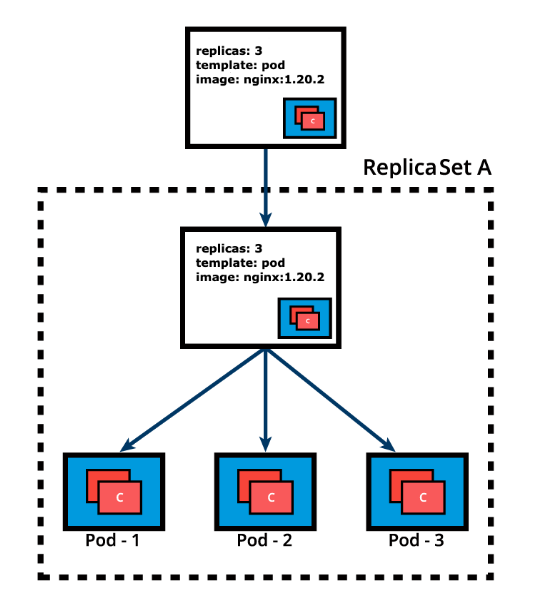 replicas: 3
template: pod
image: nginx:1.20.2
C
ReplicaSet A
replicas: 3
template: pod
image: nginx:1.20.2
C
C
C
C
Pod - 1
Pod - 2
Pod - 3